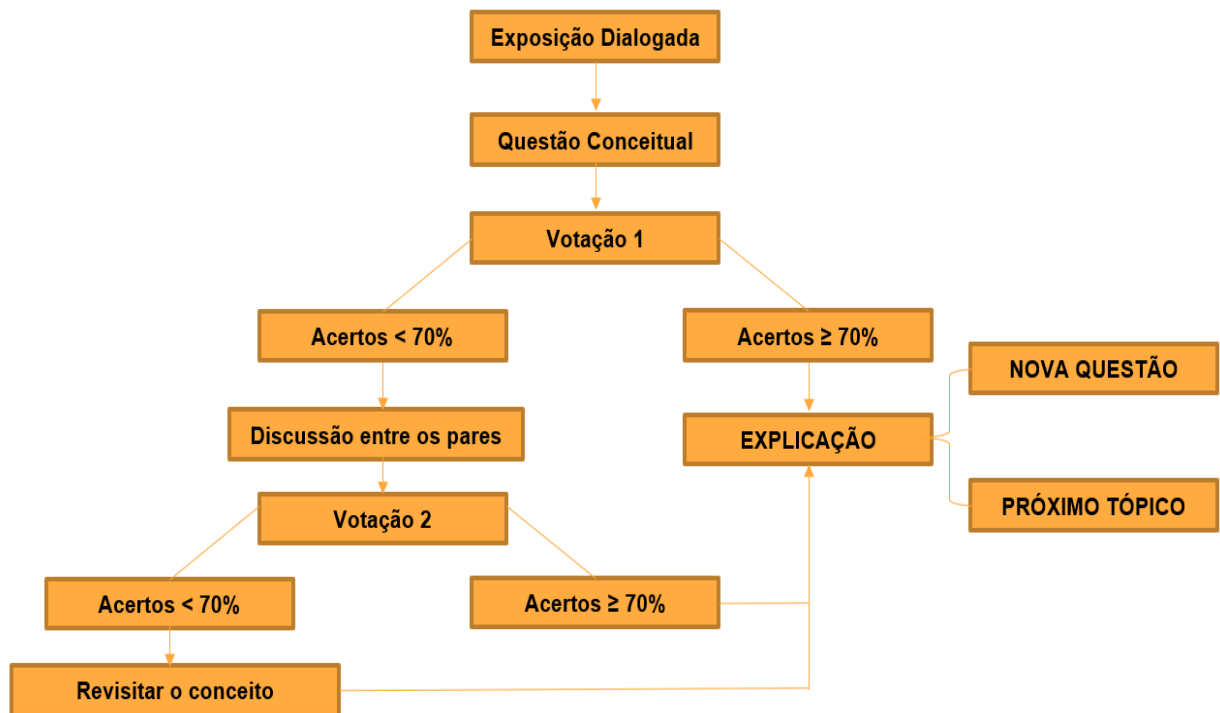 Exposição Dialogada
Questão Conceitual
Votação 1
Acertos < 70%
Acertos ≥ 70%
NOVA QUESTÃO
Discussão entre os pares
EXPLICAÇÃO
PRÓXIMO TÓPICO
Votação 2
Acertos < 70%
Acertos ≥ 70%
Revisitar o conceito